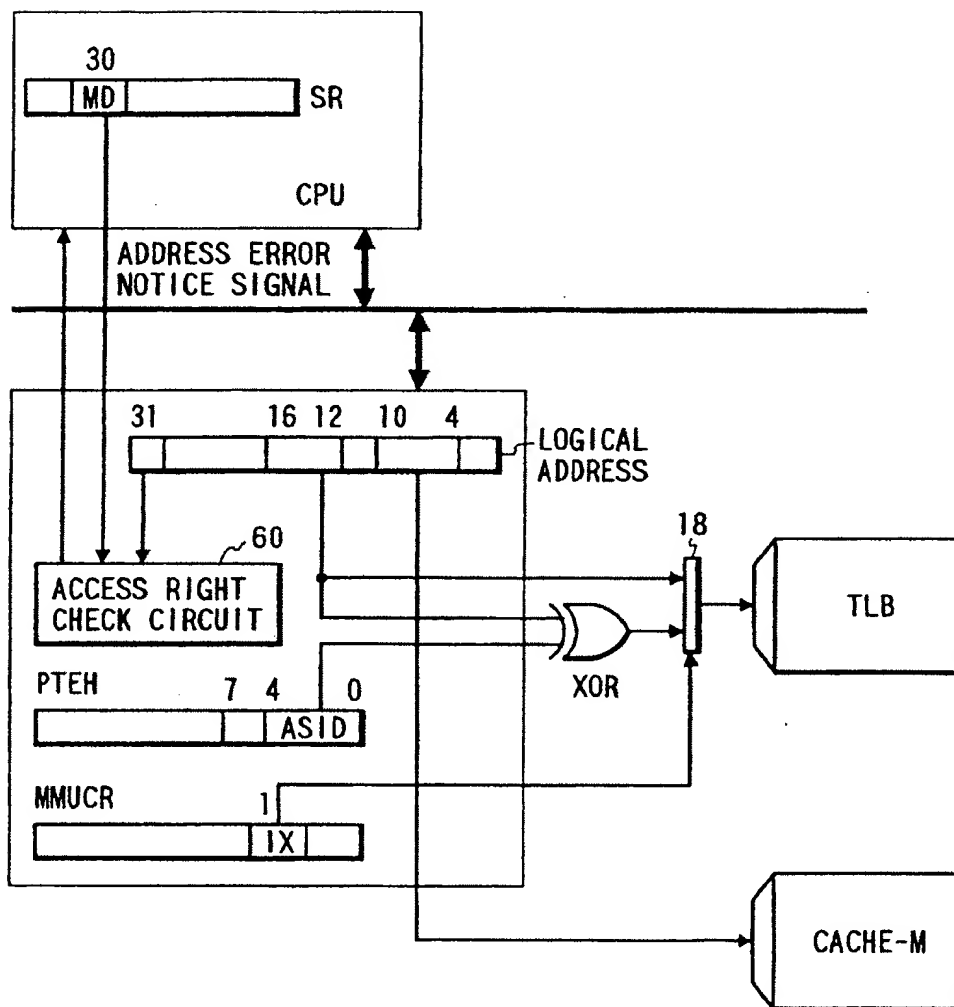 30
MD
SR
CPU
ADDRESS ERROR
NOTICE SIGNAL
31 16 12 10 4
LOGICAL
ADDRESS
18
60
ACCESS RIGHT
CHECK CIRCUIT
TLB
XOR
PTEH
7 4 0
ASID
MMUCR
1
IX
CACHE-M